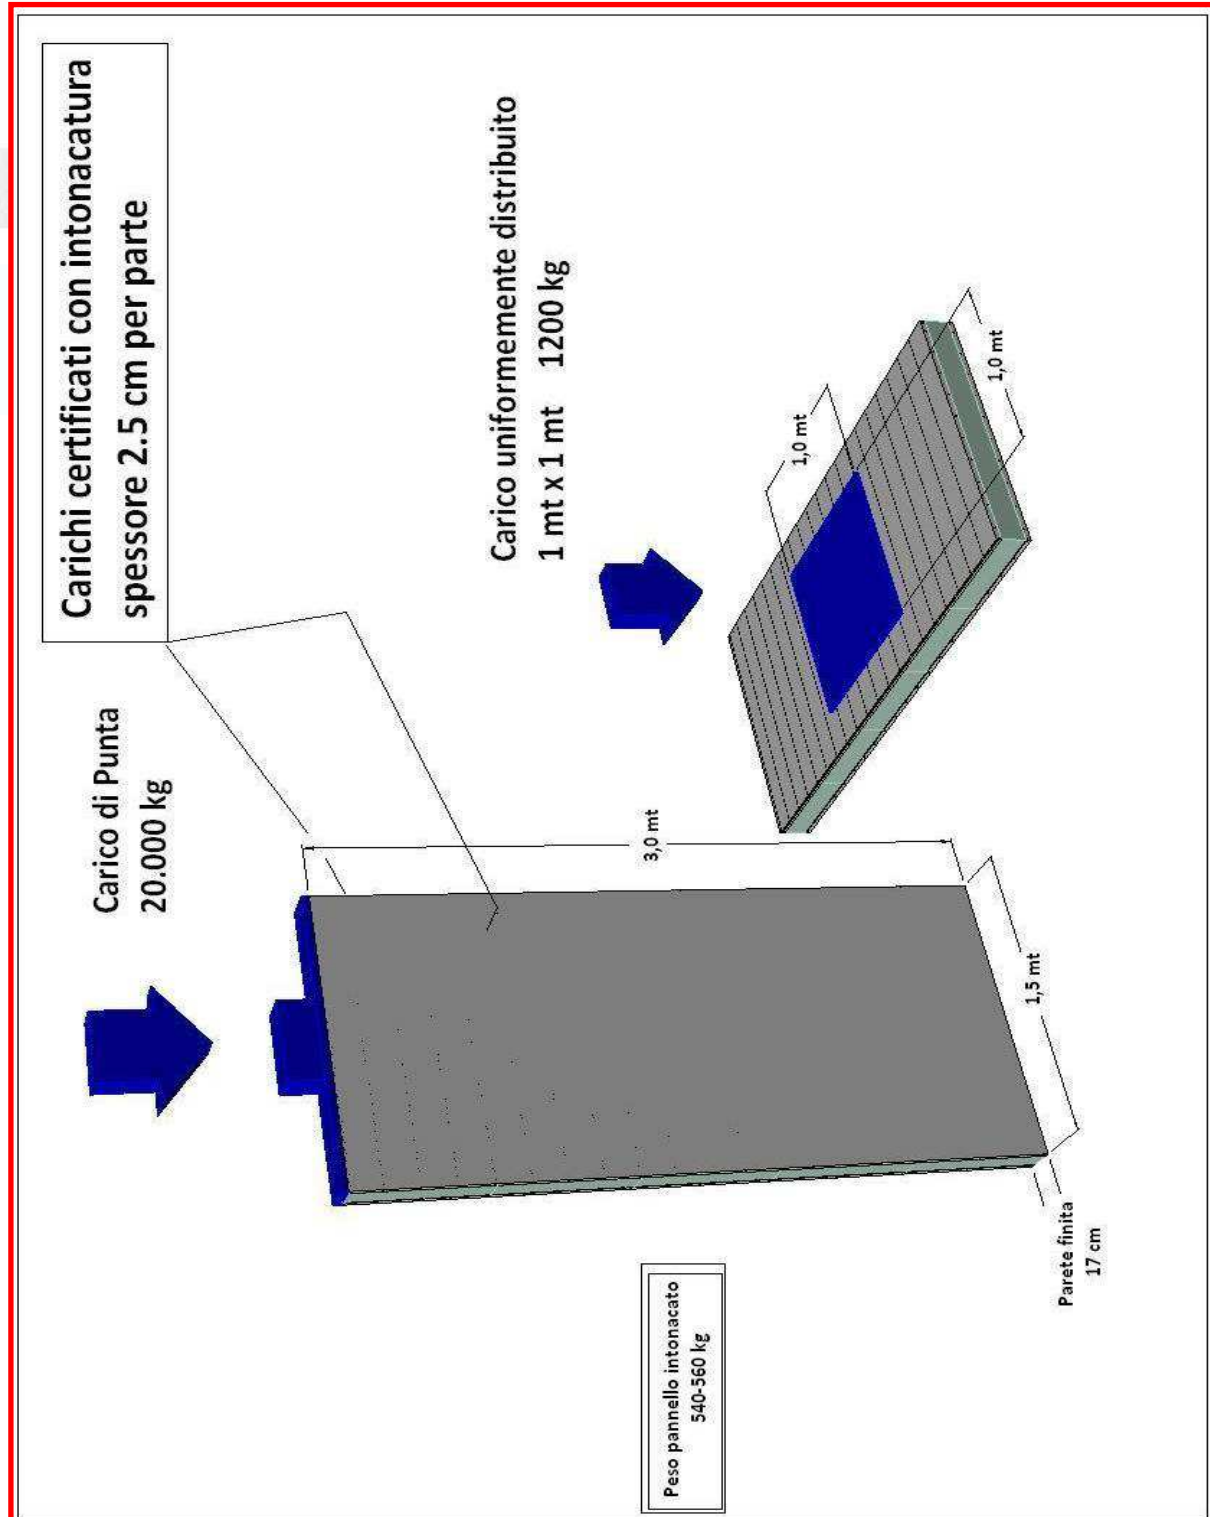 Carichi certificati con intonacatura
spessore 2.5 cm per parte
Carico di Punta
20.000 kg
Carico uniformemente distribuito
1 mt x 1 mt 1200 kg
3,0 mt
1,0 mt
1,0 mt
1,5 mt
Peso pannello intonacato
540-560 kg
Parete finita
17 cm